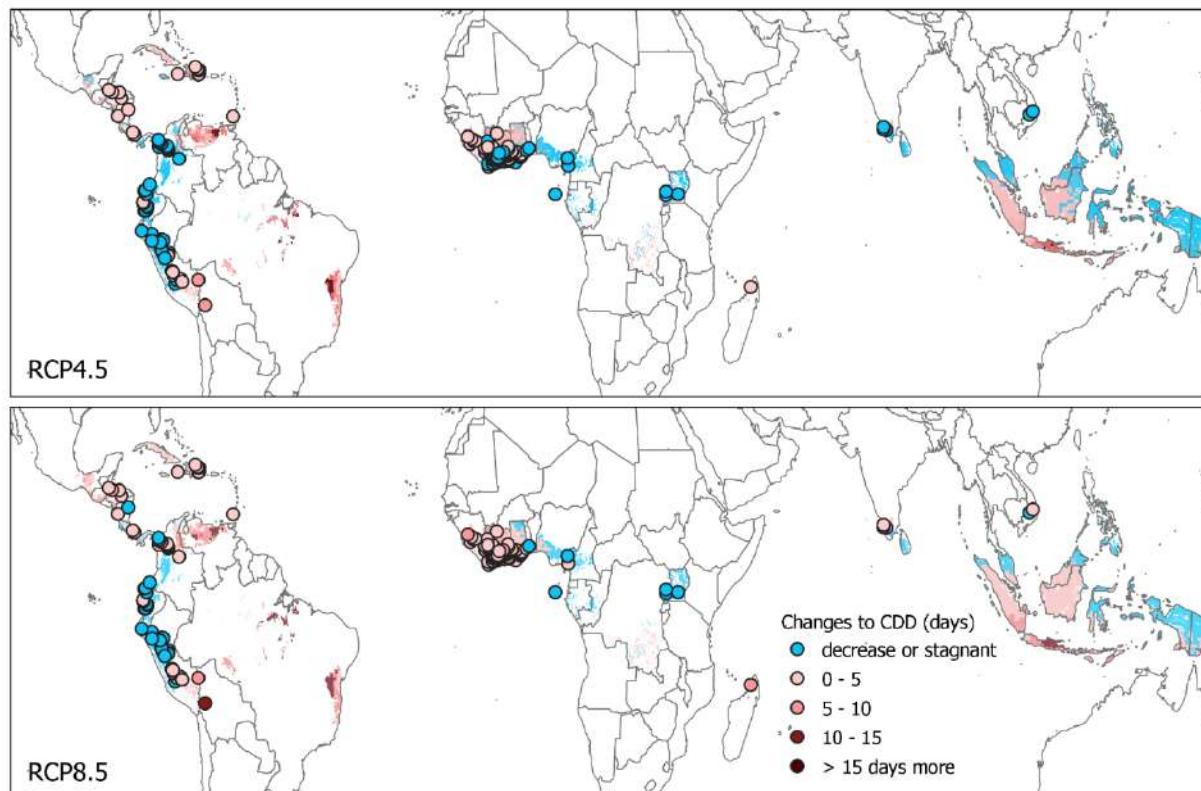 RCP4.5
Changes to CDD (days)
decrease or stagnant
0 - 5
5 - 10
10 - 15
> 15 days more
RCP8.5